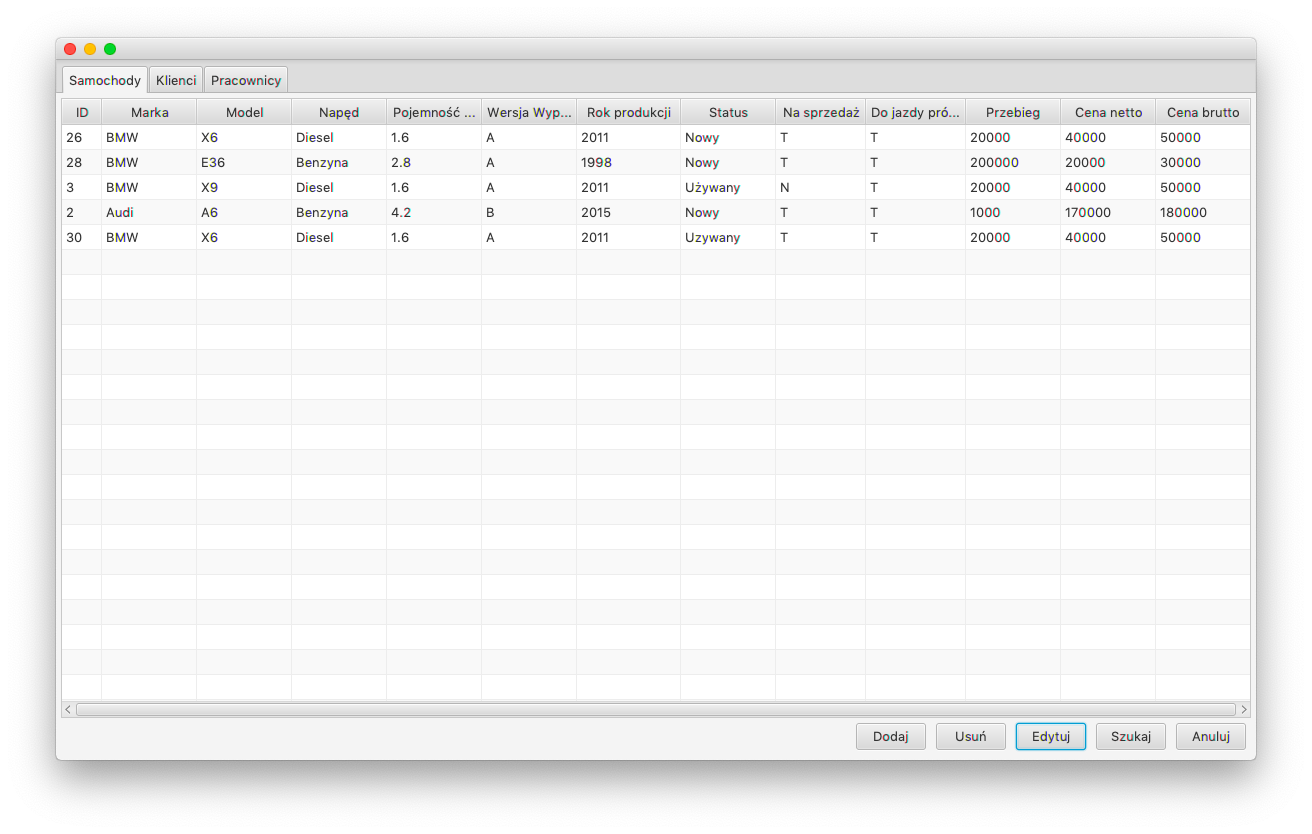 Samochody Klienci Pracownicy
ID Marka Model Napęd Pojemność ... Wersja Wyp... Rok produkcji Status Na sprzedaż Do jazdy pró... Przebieg Cena netto Cena brutto
26 BMW X6 Diesel 1.6 A 2011 Nowy T T 20000 40000 50000
28 BMW E36 Benzyna 2.8 A 1998 Nowy T T 200000 20000 30000
3 BMW X9 Diesel 1.6 A 2011 Używany N T 20000 40000 50000
2 Audi A6 Benzyna 4.2 B 2015 Nowy T T 1000 170000 180000
30 BMW X6 Diesel 1.6 A 2011 Uzywany T T 20000 40000 50000
Dodaj Usuń Edytuj Szukaj Anuluj